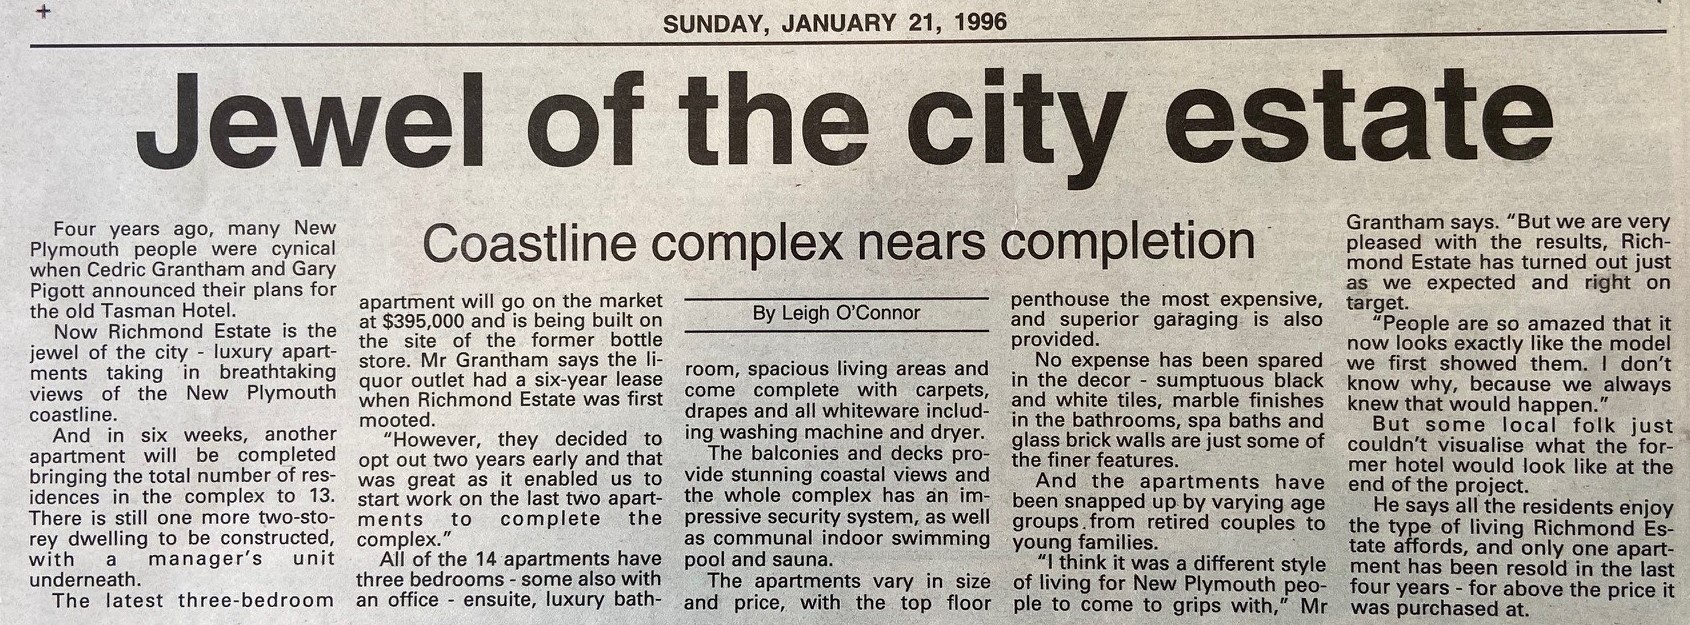 SUNDAY, JANUARY 21, 1996
Jewel of the city estate
Coastline complex nears completion
By Leigh O'Connor
Four years ago, many New
Plymouth people were cynical
when Cedric Grantham and Gary
Pigott announced their plans for
the old Tasman Hotel.
Now Richmond Estate is the
jewel of the city - luxury apart-
ments taking in breathtaking
views of the New Plymouth
coastline.
And in six weeks, another
apartment will be completed
bringing the total number of res-
idences in the complex to 13.
There is still one more two-sto-
rey dwelling to be constructed,
with a manager's unit
underneath.
The latest three-bedroom
apartment will go on the market
at $395,000 and is being built on
the site of the former bottle
store. Mr Grantham says the li-
quor outlet had a six-year lease
when Richmond Estate was first
mooted.
"However, they decided to
opt out two years early and that
was great as it enabled us to
start work on the last two apart-
ments to complete the
complex."
All of the 14 apartments have
three bedrooms - some also with
an office - ensuite, luxury bath-
room, spacious living areas and
come complete with carpets,
drapes and all whiteware includ-
ing washing machine and dryer.
The balconies and decks pro-
vide stunning coastal views and
the whole complex has an im-
pressive security system, as well
as communal indoor swimming
pool and sauna.
The apartments vary in size
and price, with the top floor
penthouse the most expensive,
and superior garaging is also
provided.
No expense has been spared
in the decor - sumptuous black
and white tiles, marble finishes
in the bathrooms, spa baths and
glass brick walls are just some of
the finer features.
And the apartments have
been snapped up by varying age
groups from retired couples to
young families.
"I think it was a different style
of living for New Plymouth peo-
ple to come to grips with," Mr
Grantham says. "But we are very
pleased with the results, Rich-
mond Estate has turned out just
as we expected and right on
target.
"People are so amazed that it
now looks exactly like the model
we first showed them. I don't
know why, because we always
knew that would happen."
But some local folk just
couldn't visualise what the for-
mer hotel would look like at the
end of the project.
He says all the residents enjoy
the type of living Richmond Es-
tate affords, and only one apart-
ment has been resold in the last
four years - for above the price it
was purchased at.